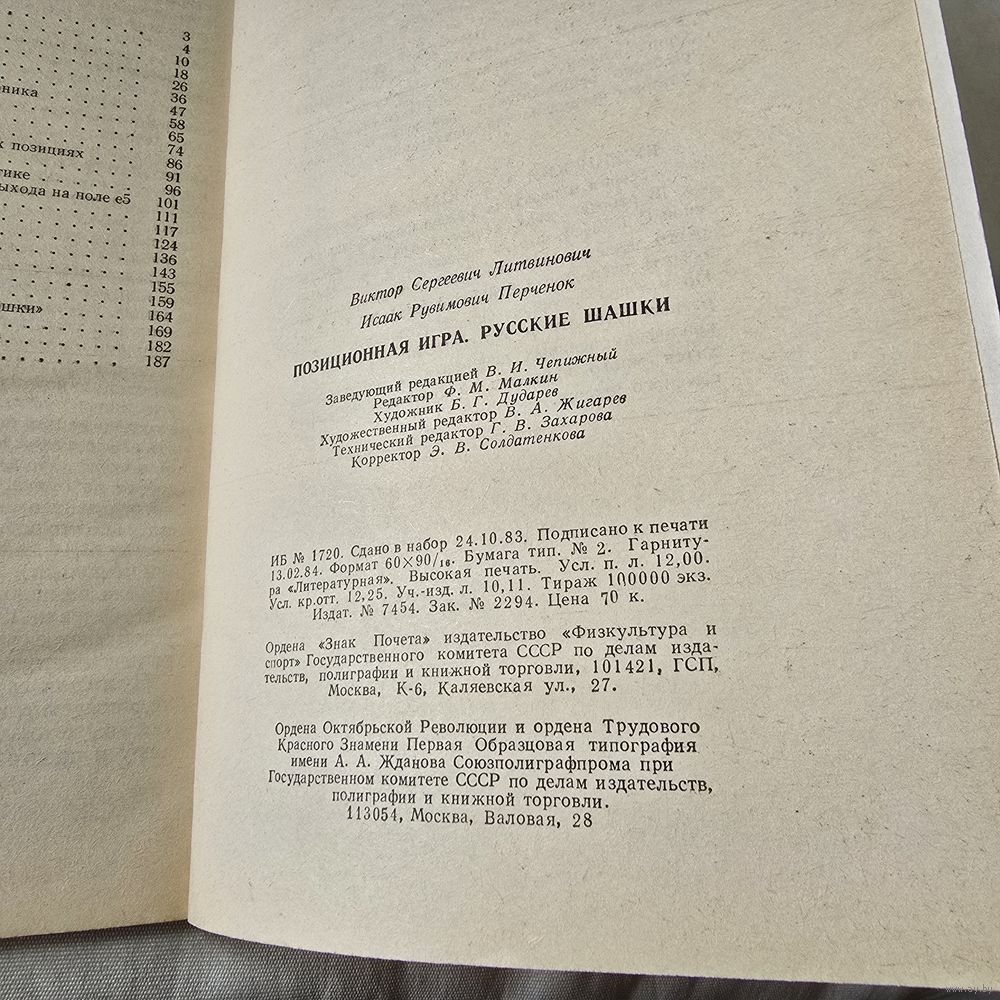 3
4
10
18
26
ника
36
47
58
65
74
к позициях
86
91
тике
96
выхода на поле e5
101
111
117
124
136
143
155
159
шки»
164
169
182
187
Виктор Сергеевич Литвинович
Исаак Рувимович Перченок
ПОЗИЦИОННАЯ ИГРА. РУССКИЕ ШАШКИ
Заведующий редакцией В. И. Чепижный
Редактор Ф. М. Малкин
Художник Б. Г. Дударев
Художественный редактор В. А. Жигарев
Технический редактор Г. В. Захарова
Корректор Э. В. Солдатенкова
ИБ № 1720. Сдано в набор 24.10.83. Подписано к печати
13.02.84. Формат 60×90/16. Бумага тип. № 2. Гарниту-
ра «Литературная». Высокая печать. Усл. п. л. 12,00.
Усл. кр.отт. 12,25. Уч.-изд. л. 10,11. Тираж 100000 экз.
Издат. № 7454. Зак. № 2294. Цена 70 к.
Ордена «Знак Почета» издательство «Физкультура и
спорт» Государственного комитета СССР по делам изда-
тельств, полиграфии и книжной торговли, 101421, ГСП,
Москва, К-6, Каляевская ул., 27.
Ордена Октябрьской Революции и ордена Трудового
Красного Знамени Первая Образцовая типография
имени А. А. Жданова Союзполиграфпрома при
Государственном комитете СССР по делам издательств,
полиграфии и книжной торговли.
113054, Москва, Валовая, 28